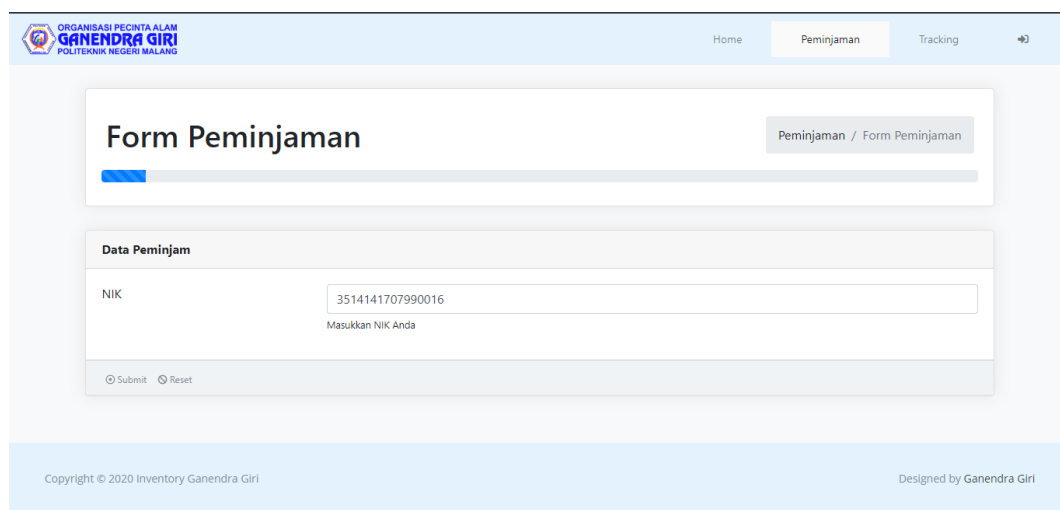 ORGANISASI PECINTA ALAM
GANENDRA GIRI
POLITEKNIK NEGERI MALANG
Home
Peminjaman
Tracking
Form Peminjaman
Peminjaman / Form Peminjaman
Data Peminjam
NIK
3514141707990016
Masukkan NIK Anda
Submit
Reset
Copyright © 2020 Inventory Ganendra Giri
Designed by Ganendra Giri